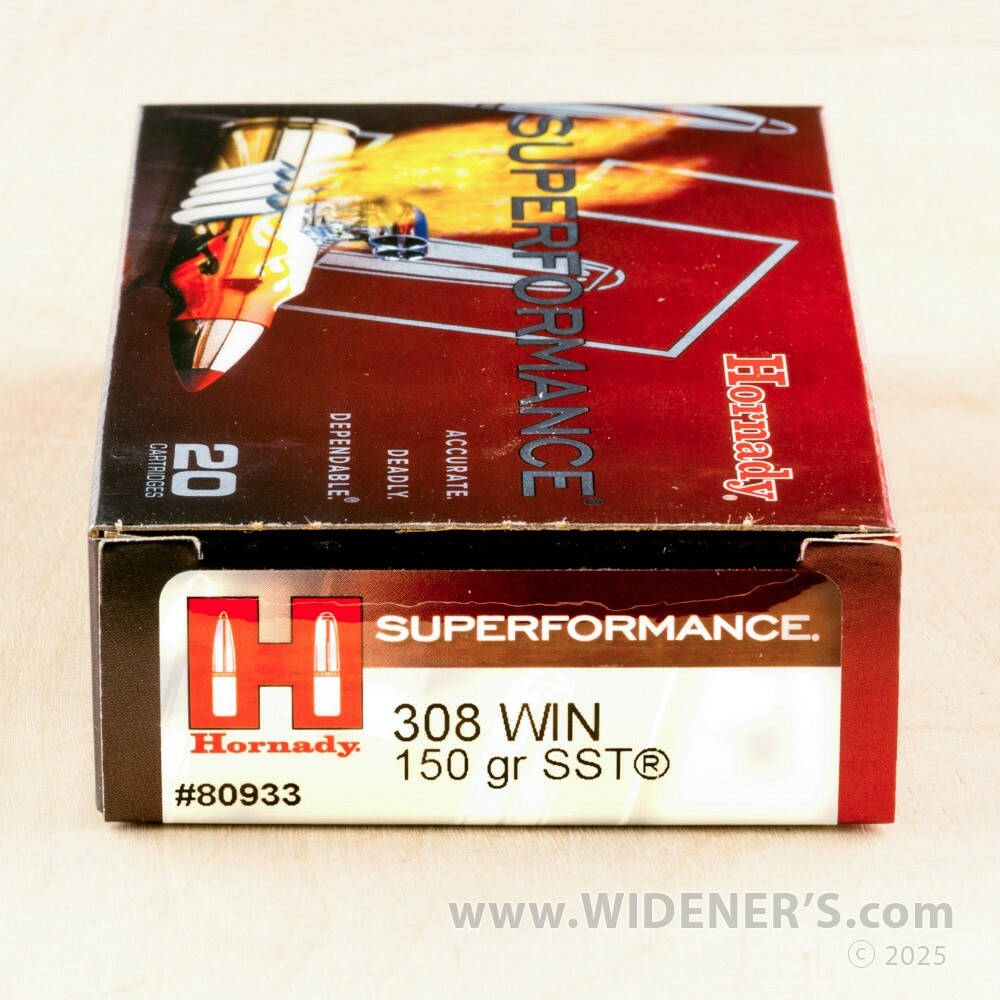 SUPERFORMANCE®
Hornady®
ACCURATE.
DEADLY.
DEPENDABLE.®
20
CARTRIDGES
H
Hornady.
SUPERFORMANCE.
308 WIN
150 gr SST®
#80933
www.WIDENER'S.com
© 2025